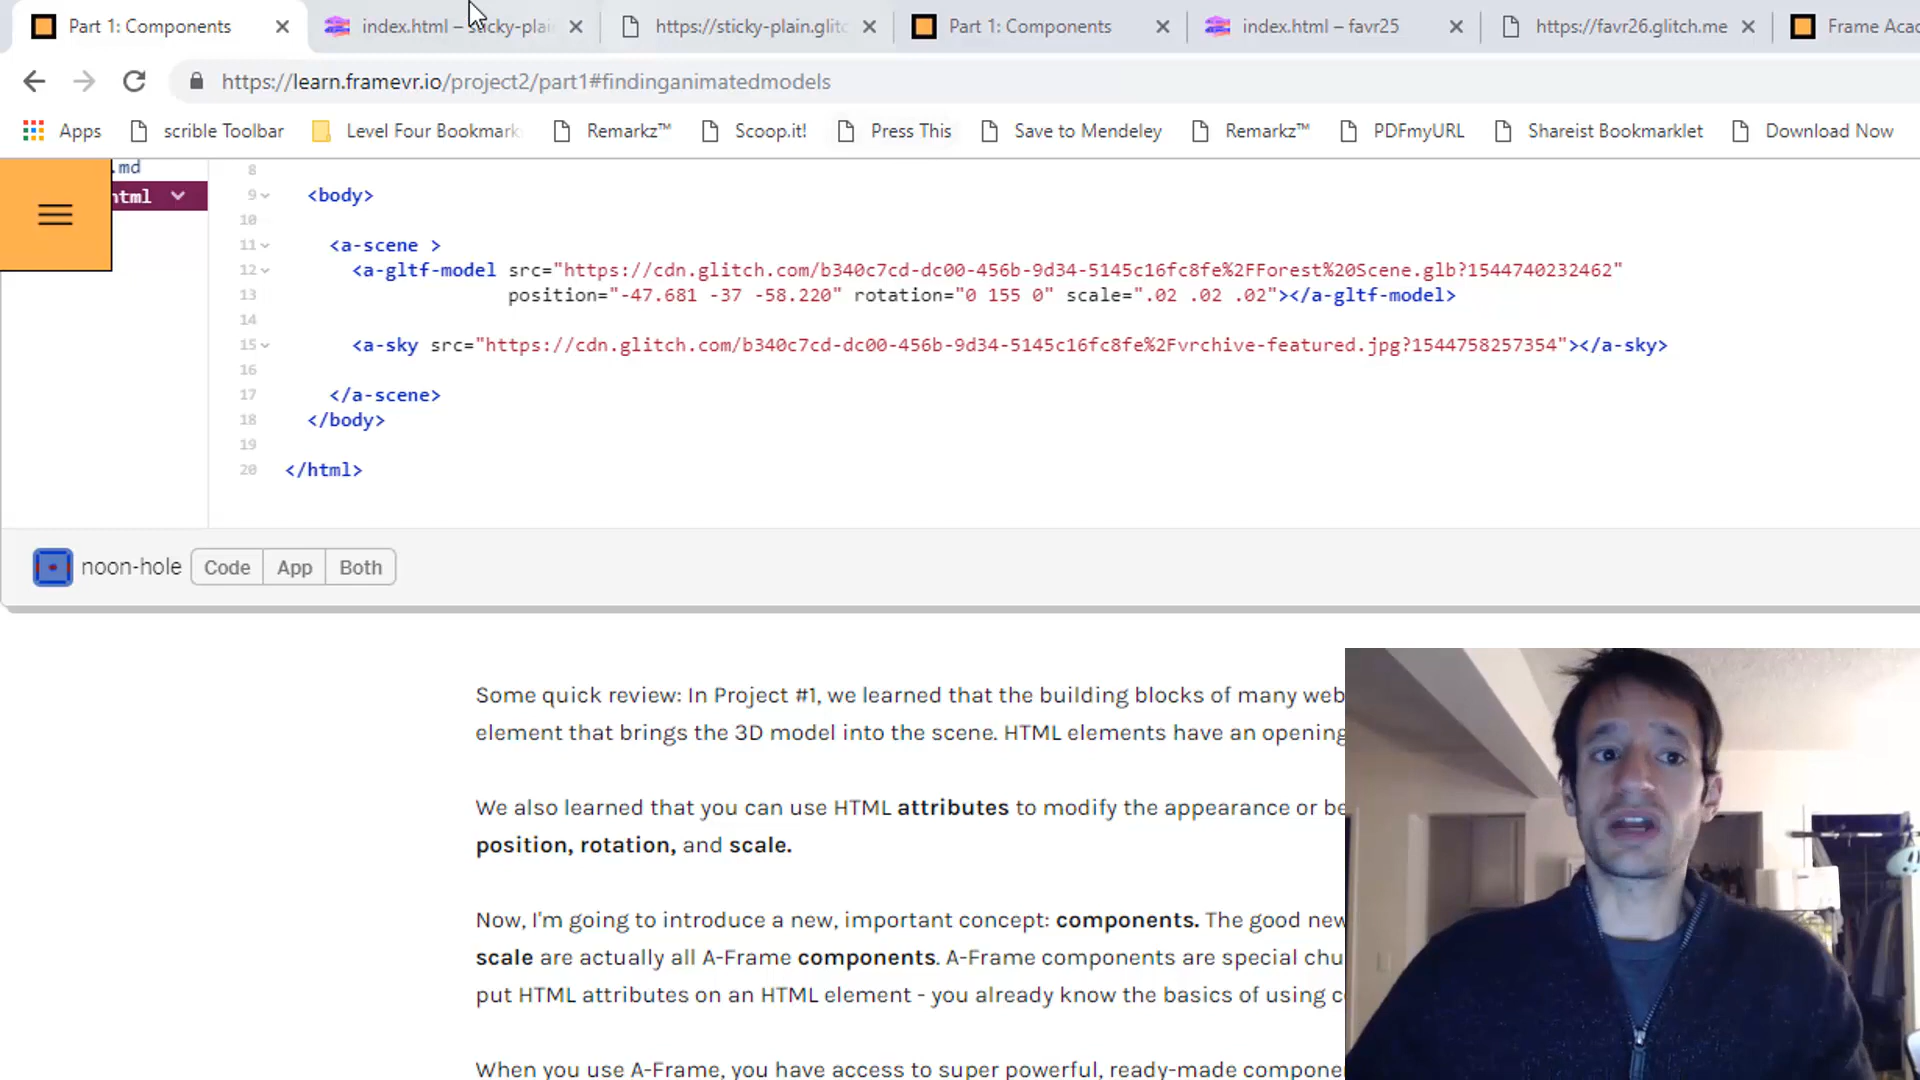 Part 1: Components
index.html – sticky-plain
https://sticky-plain.glitc
Part 1: Components
index.html – favr25
https://favr26.glitch.me
Frame Aca
https://learn.framevr.io/project2/part1#findinganimatedmodels
Apps
scrible Toolbar
Level Four Bookmark
Remarkz™
Scoop.it!
Press This
Save to Mendeley
Remarkz™
PDFmyURL
Shareist Bookmarklet
Download Now
.md
html
8
9 <body>
10
11 <a-scene >
12 <a-gltf-model src="https://cdn.glitch.com/b340c7cd-dc00-456b-9d34-5145c16fc8fe%2FForest%20Scene.glb?1544740232462"
13 position="-47.681 -37 -58.220" rotation="0 155 0" scale=".02 .02 .02"></a-gltf-model>
14
15 <a-sky src="https://cdn.glitch.com/b340c7cd-dc00-456b-9d34-5145c16fc8fe%2Fvrchive-featured.jpg?1544758257354"></a-sky>
16
17 </a-scene>
18 </body>
19
20 </html>
noon-hole Code App Both
Some quick review: In Project #1, we learned that the building blocks of many web
element that brings the 3D model into the scene. HTML elements have an opening
We also learned that you can use HTML attributes to modify the appearance or be
position, rotation, and scale.
Now, I'm going to introduce a new, important concept: components. The good new
scale are actually all A-Frame components. A-Frame components are special chu
put HTML attributes on an HTML element - you already know the basics of using c
When you use A-Frame, you have access to super powerful, ready-made compone